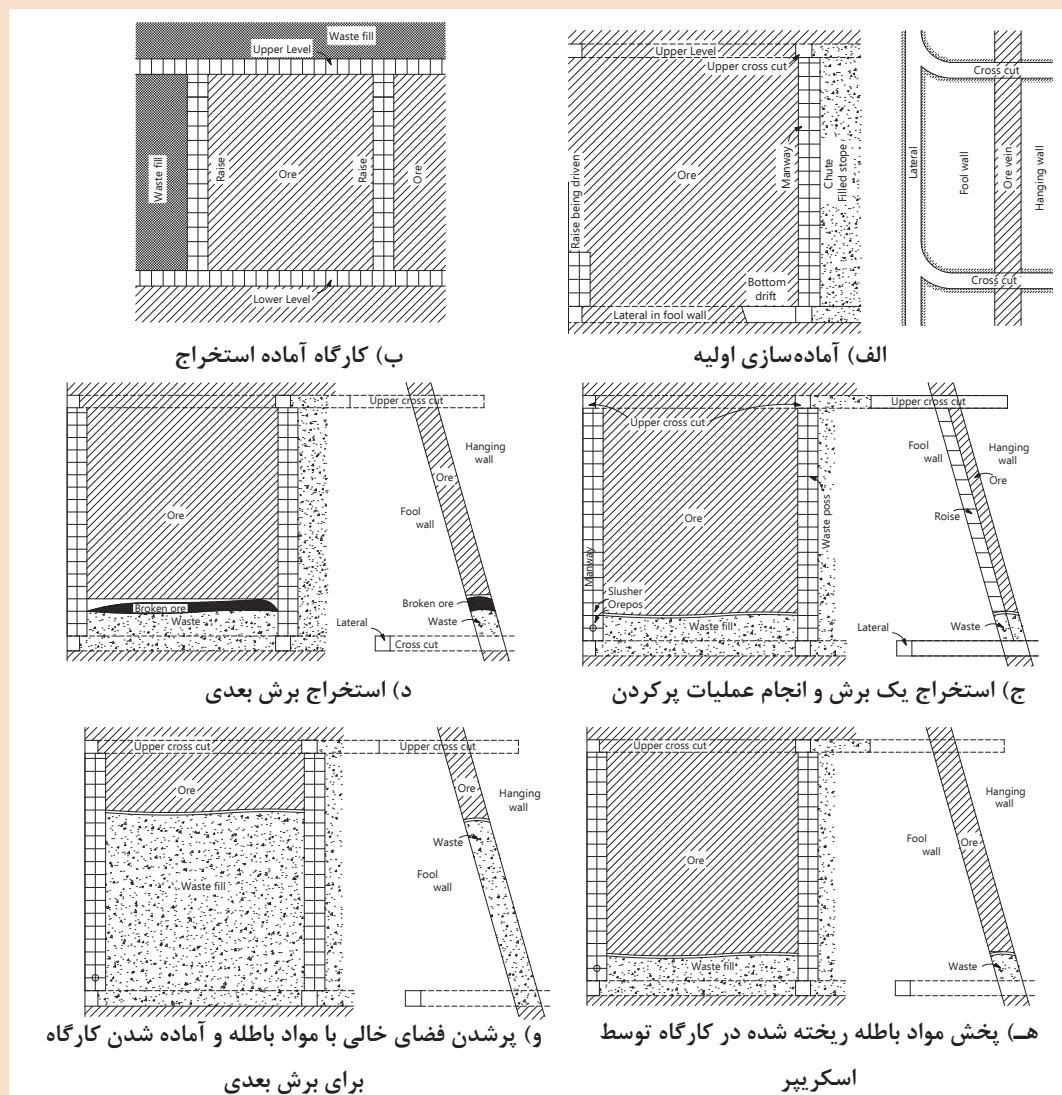 Upper Level
Upper cross cut
Raise being driven
Ore
Manway
Chute
Filled stope
Bottom
drift
Lateral in fool wall
Cross cut
Lateral
Fool wall
Ore vein
Hanging wall
Cross cut
الف) آماده‌سازی اولیه
Waste fill
Upper Level
Waste fill
Raise
Ore
Raise
Ore
Lower Level
ب) کارگاه آماده استخراج
Upper cross cut
Upper cross cut
Ore
Manway
Waste poss
Slusher
Orepos
Waste fill
Fool
wall
Hanging
wall
Ore
Roise
Waste
Lateral
ج) استخراج یک برش و انجام عملیات پرکردن
Upper cross cut
Hanging
wall
Ore
Ore
Fool
wall
Broken ore
Waste
Broken ore
Waste
Lateral
Cross cut
د) استخراج برش بعدی
Upper cross cut
Hanging
wall
Fool
wall
Ore
Ore
Waste fill
Waste
هـ) پخش مواد باطله ریخته شده در کارگاه توسط
اسکریپر
Upper cross cut
Upper cross cut
Ore
Ore
Hanging
wall
Waste
Fool
wall
Waste fill
و) پرشدن فضای خالی با مواد باطله و آماده شدن کارگاه
برای برش بعدی